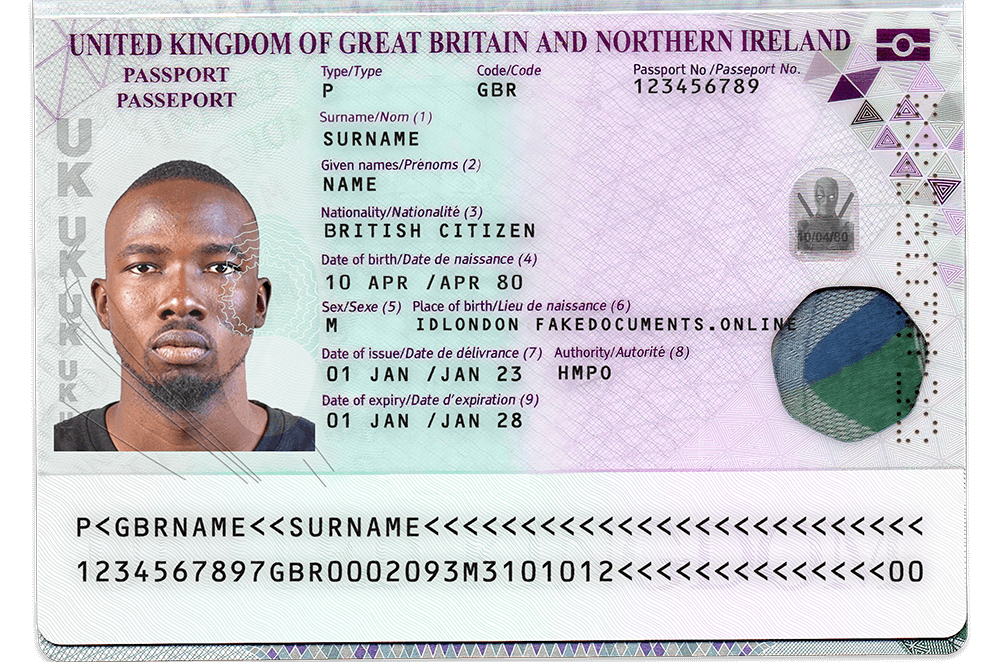 UNITED KINGDOM OF GREAT BRITAIN AND NORTHERN IRELAND
PASSPORT
PASSEPORT
Type/Type
P
Code/Code
GBR
Passport No /Passeport No.
123456789
Surname/Nom (1)
SURNAME
Given names/Prénoms (2)
NAME
Nationality/Nationalité (3)
BRITISH CITIZEN
Date of birth/Date de naissance (4)
10 APR /APR 80
Sex/Sexe (5)
M
Place of birth/Lieu de naissance (6)
IDLONDON FAKEDOCUMENTS.ONLINE
Date of issue/Date de délivrance (7)
01 JAN /JAN 23
Authority/Autorité (8)
HMPO
Date of expiry/Date d'expiration (9)
01 JAN /JAN 28
UK
UK
UK
UK
UK
10/04/80
P<GBRNAME<<SURNAME<<<<<<<<<<<<<<<<<<<<<<<<<<
1234567897GBR0002093M3101012<<<<<<<<<<<<<<00